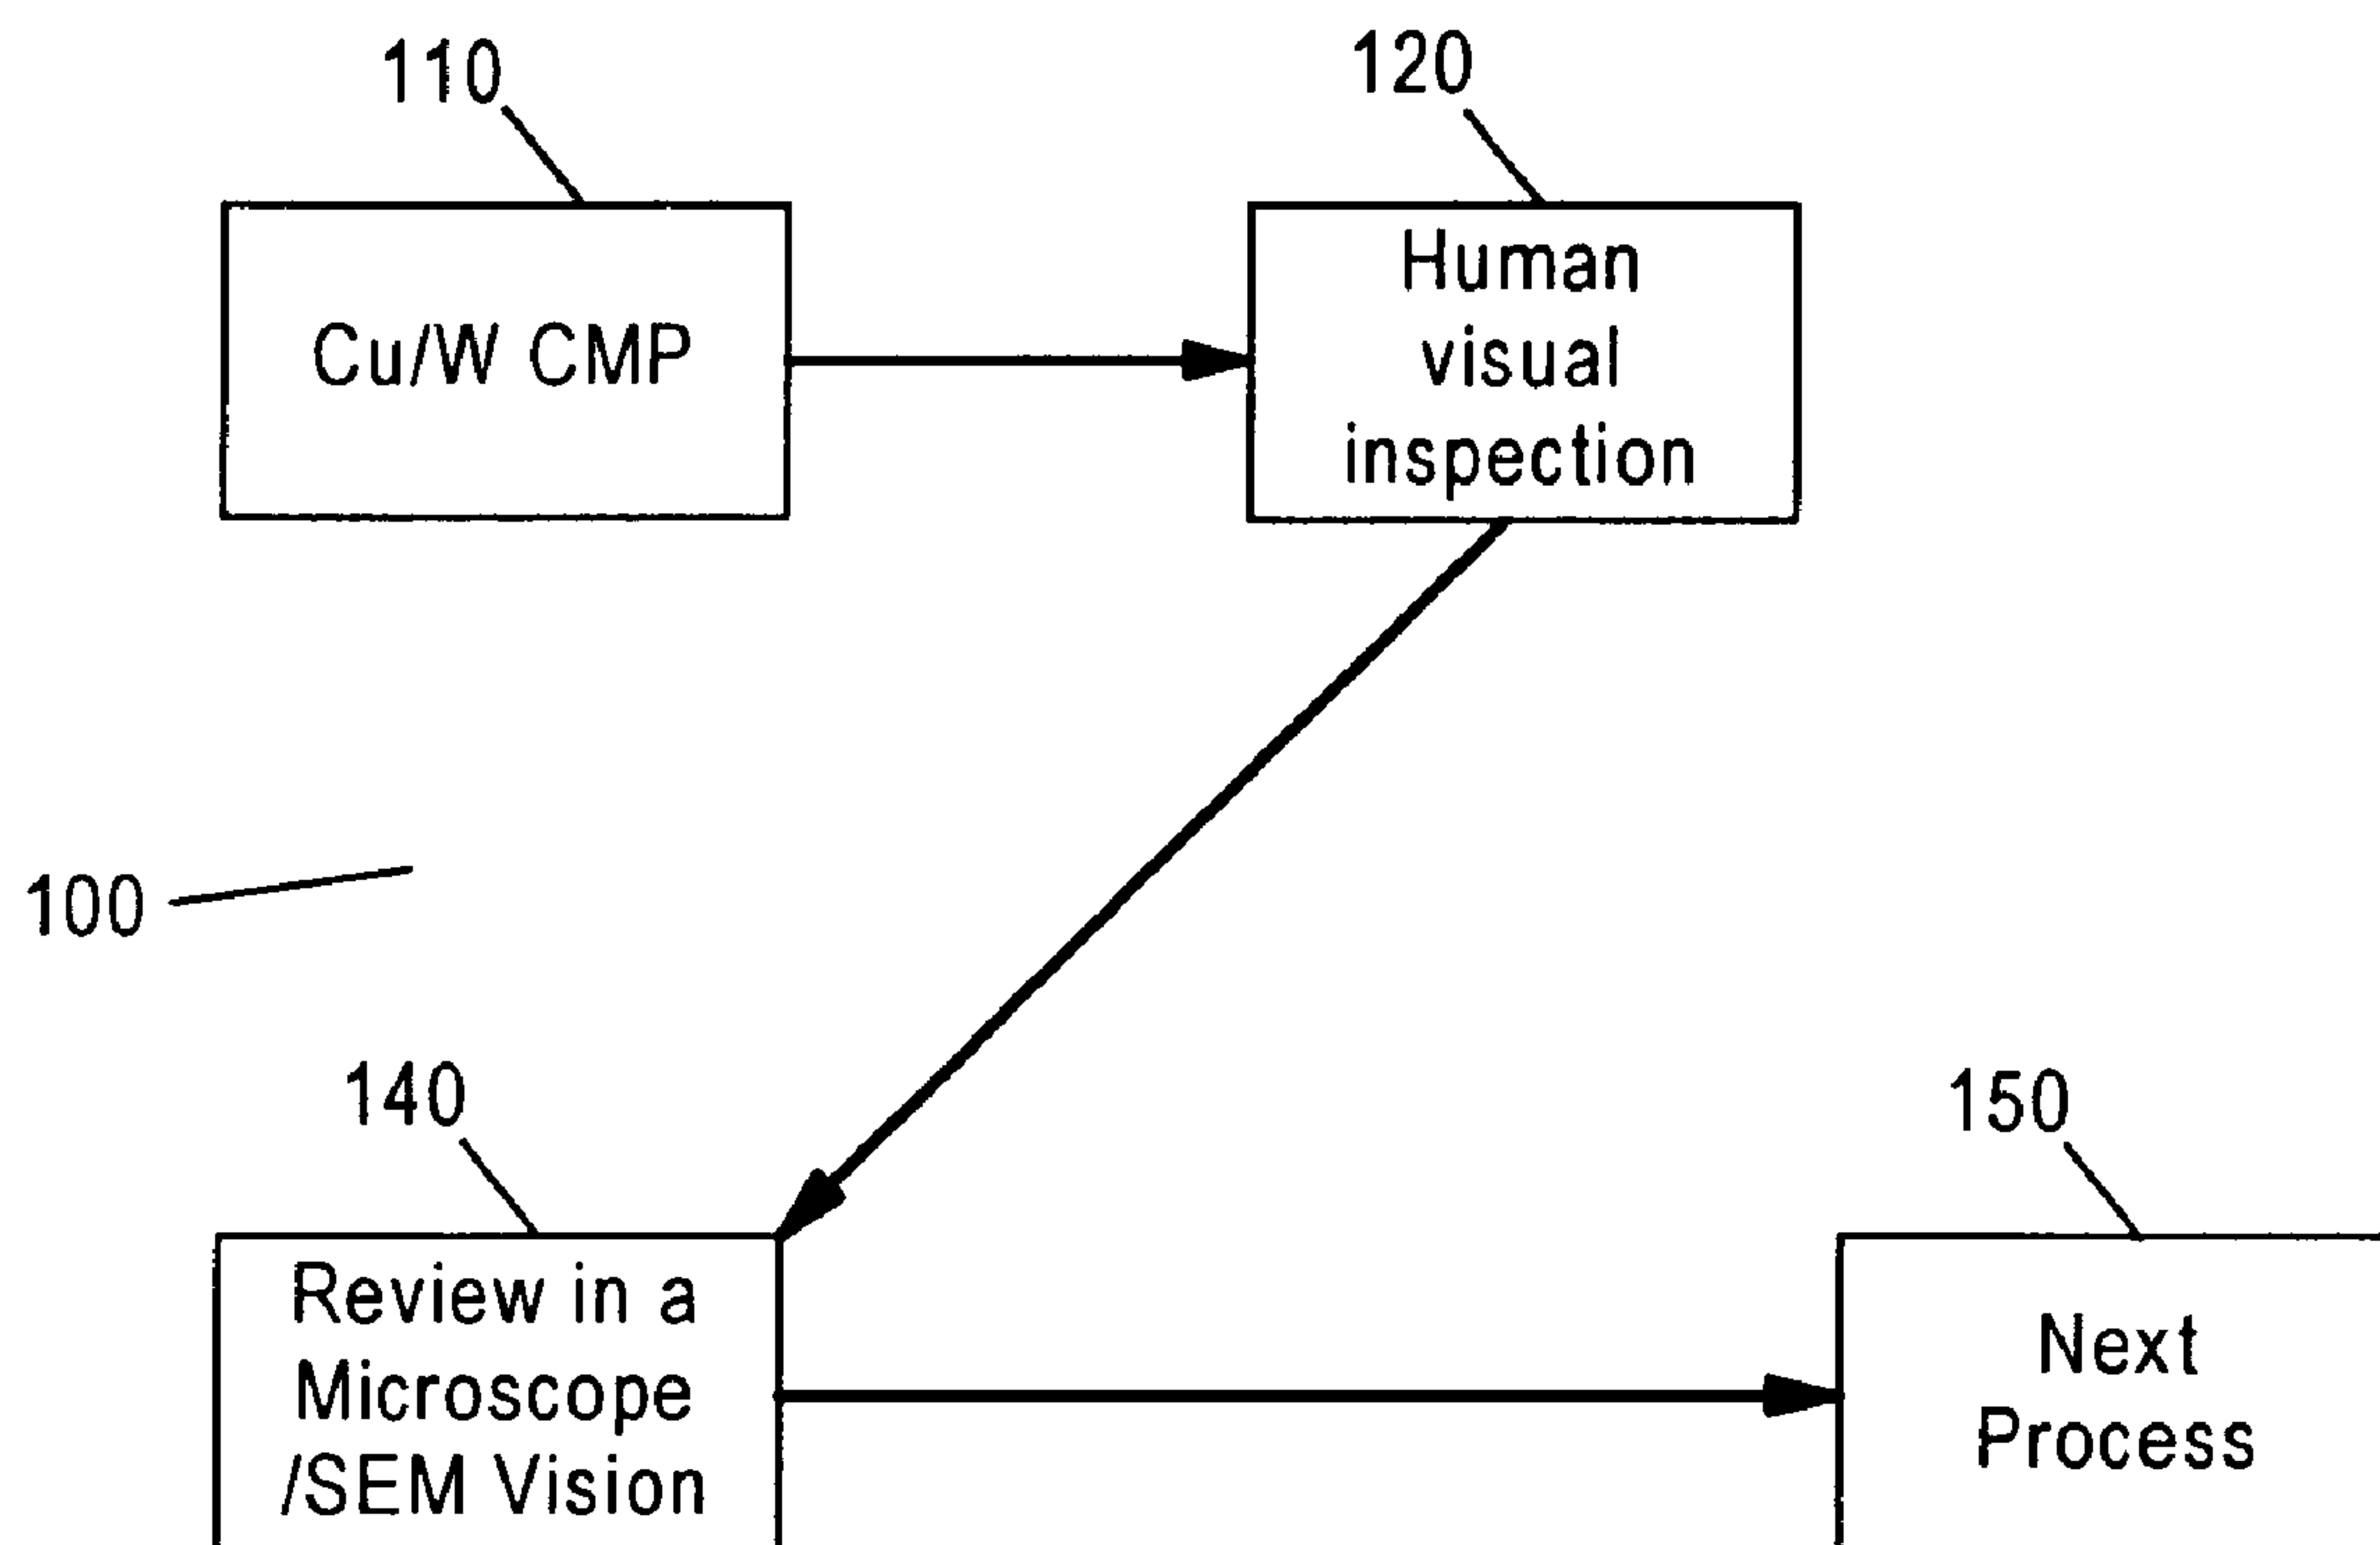 110
120
Cu/W CMP
Human
visual
inspection
100
140
150
Review in a
Microscope
/SEM Vision
Next
Process